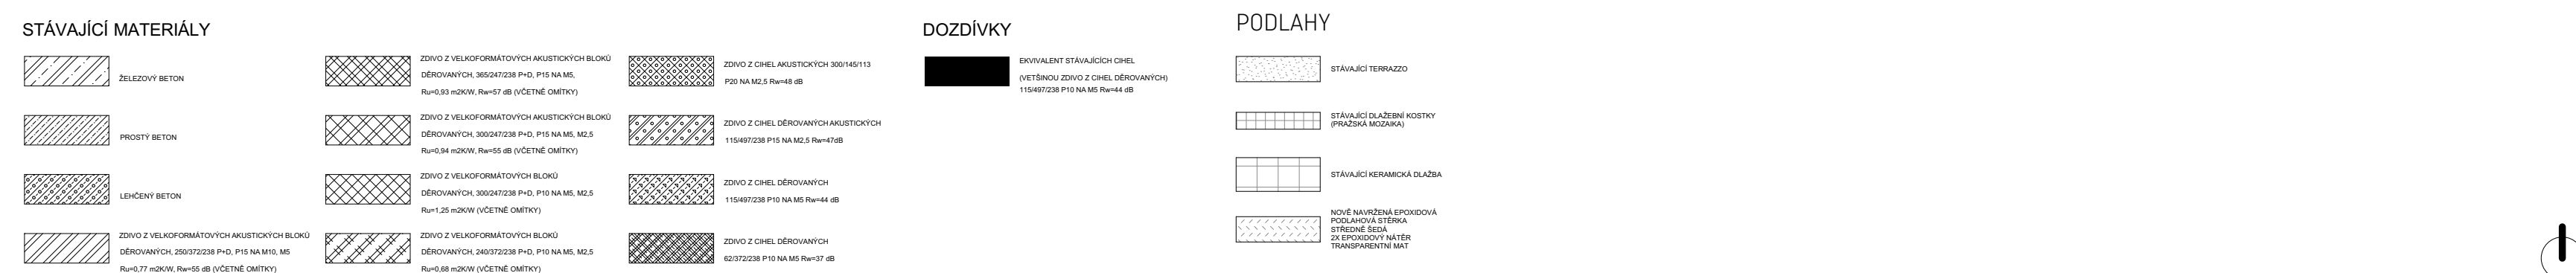 STÁVAJÍCÍ MATERIÁLY
ŽELEZOVÝ BETON
PROSTÝ BETON
LEHČENÝ BETON
ZDIVO Z VELKOFORMÁTOVÝCH AKUSTICKÝCH BLOKŮ
DĚROVANÝCH, 250/372/238 P+D, P15 NA M10, M5
Ru=0,77 m2K/W, Rw=55 dB (VČETNĚ OMÍTKY)
ZDIVO Z VELKOFORMÁTOVÝCH AKUSTICKÝCH BLOKŮ
DĚROVANÝCH, 365/247/238 P+D, P15 NA M5,
Ru=0,93 m2K/W, Rw=57 dB (VČETNĚ OMÍTKY)
ZDIVO Z VELKOFORMÁTOVÝCH AKUSTICKÝCH BLOKŮ
DĚROVANÝCH, 300/247/238 P+D, P15 NA M5, M2,5
Ru=0,94 m2K/W, Rw=55 dB (VČETNĚ OMÍTKY)
ZDIVO Z VELKOFORMÁTOVÝCH BLOKŮ
DĚROVANÝCH, 300/247/238 P+D, P10 NA M5, M2,5
Ru=1,25 m2K/W (VČETNĚ OMÍTKY)
ZDIVO Z VELKOFORMÁTOVÝCH BLOKŮ
DĚROVANÝCH, 240/372/238 P+D, P10 NA M5, M2,5
Ru=0,68 m2K/W (VČETNĚ OMÍTKY)
ZDIVO Z CIHEL AKUSTICKÝCH 300/145/113
P20 NA M2,5 Rw=48 dB
ZDIVO Z CIHEL DĚROVANÝCH AKUSTICKÝCH
115/497/238 P15 NA M2,5 Rw=47dB
ZDIVO Z CIHEL DĚROVANÝCH
115/497/238 P10 NA M5 Rw=44 dB
ZDIVO Z CIHEL DĚROVANÝCH
62/372/238 P10 NA M5 Rw=37 dB
DOZDÍVKY
EKVIVALENT STÁVAJÍCÍCH CIHEL
(VETŠINOU ZDIVO Z CIHEL DĚROVANÝCH)
115/497/238 P10 NA M5 Rw=44 dB
PODLAHY
STÁVAJÍCÍ TERRAZZO
STÁVAJÍCÍ DLAŽEBNÍ KOSTKY
(PRAŽSKÁ MOZAIKA)
STÁVAJÍCÍ KERAMICKÁ DLAŽBA
NOVĚ NAVRŽENÁ EPOXIDOVÁ
PODLAHOVÁ STĚRKA
STŘEDNĚ ŠEDÁ
2X EPOXIDOVÝ NÁTĚR
TRANSPARENTNÍ MAT